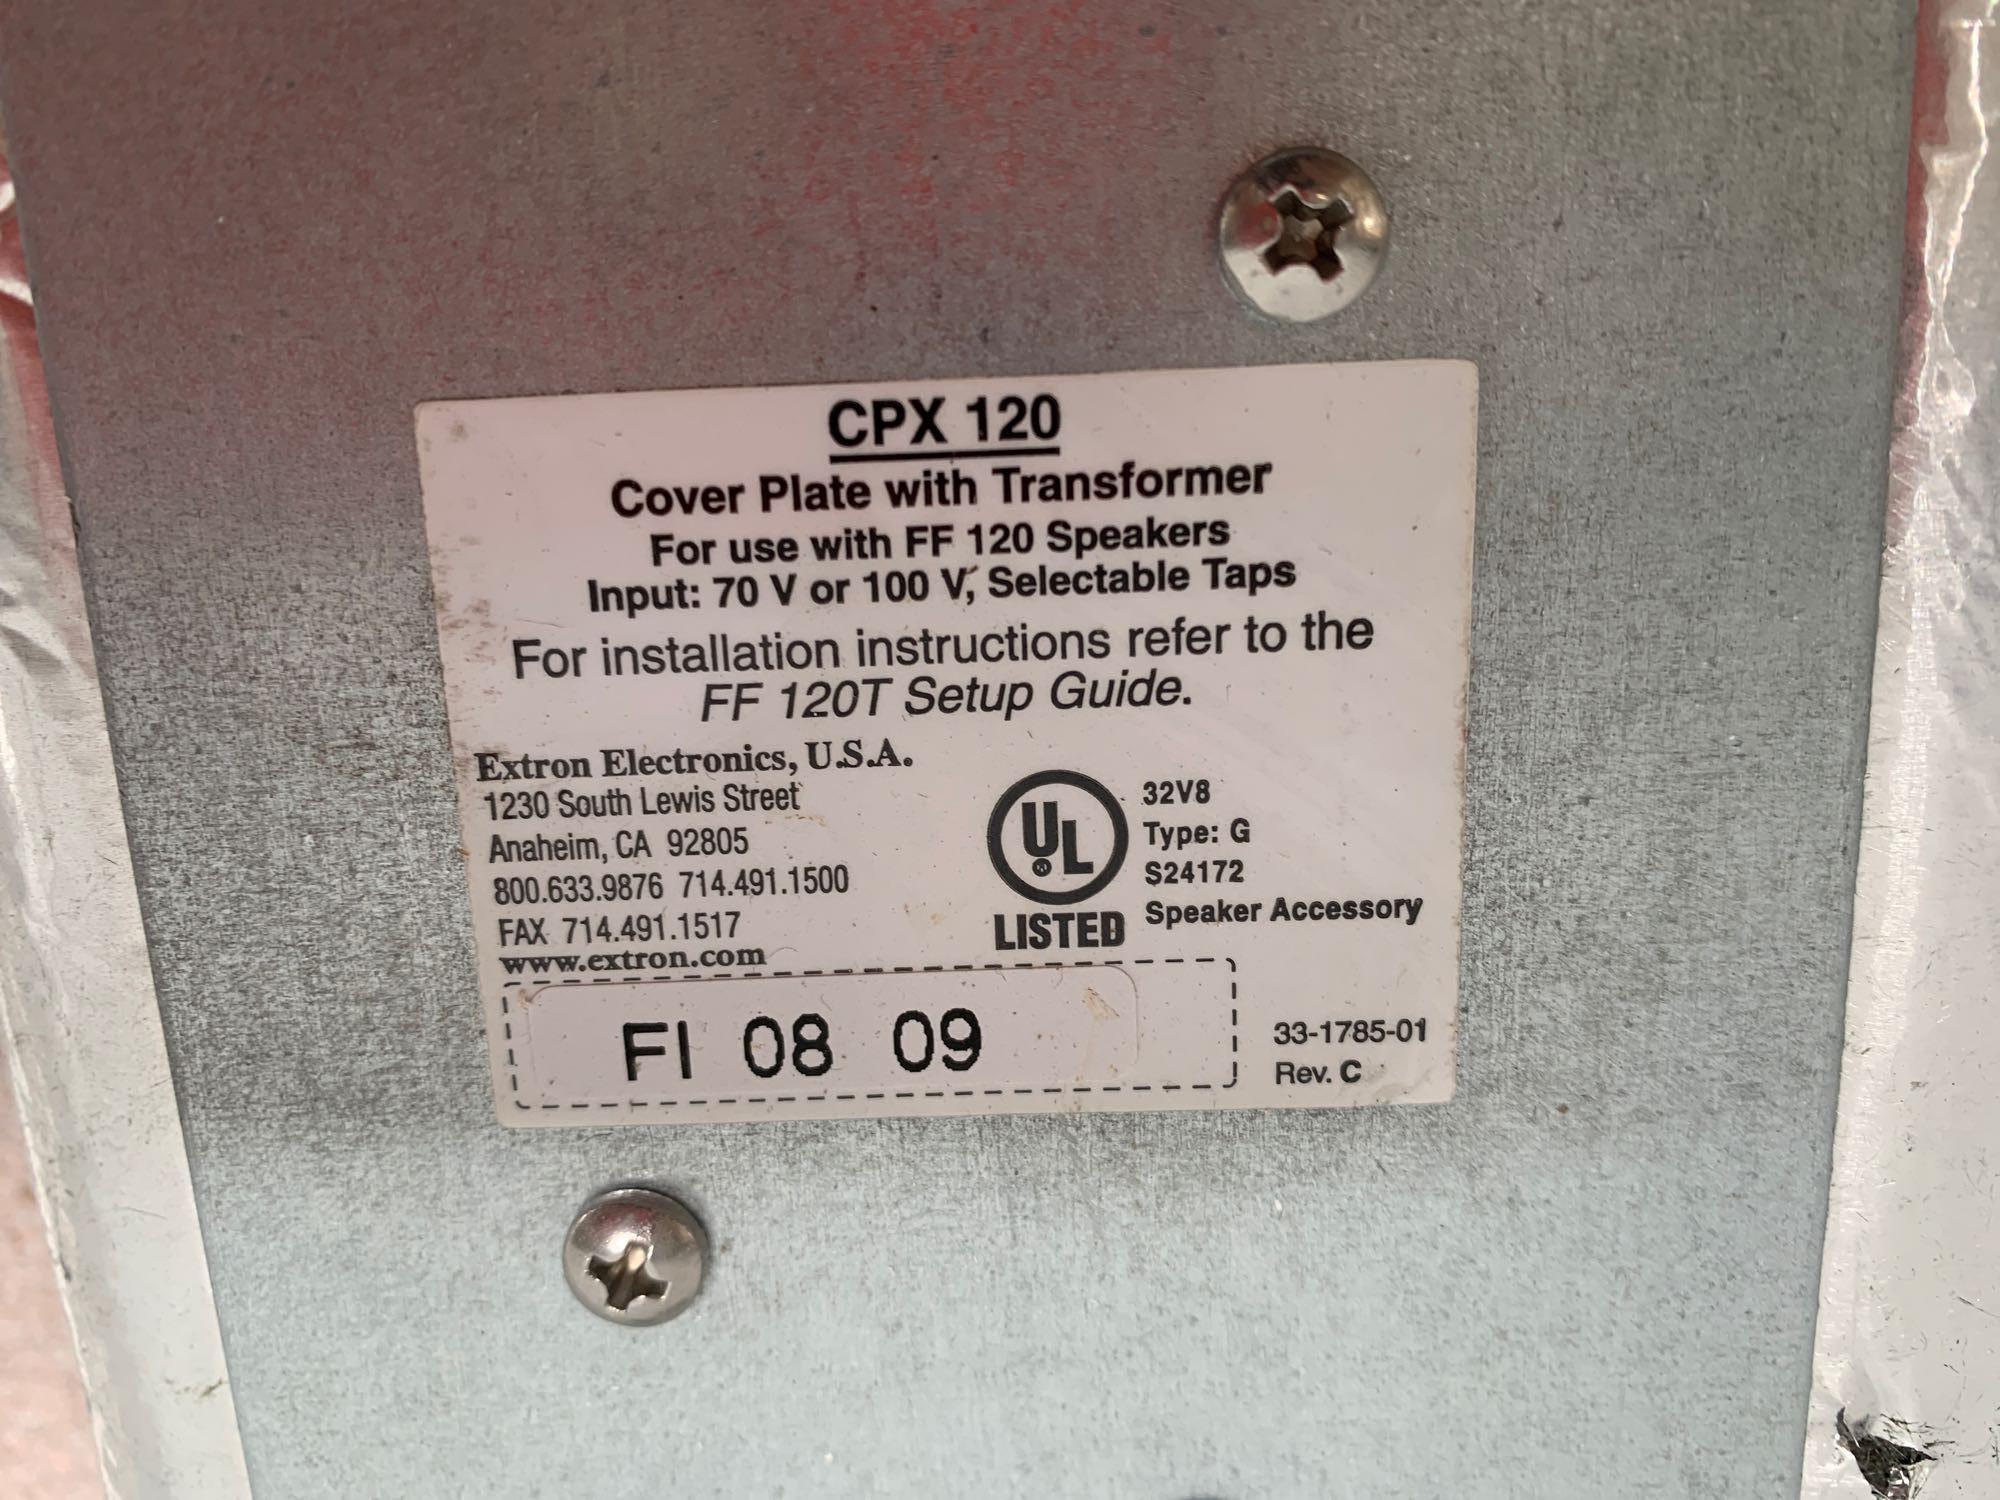 CPX 120
Cover Plate with Transformer
For use with FF 120 Speakers
Input: 70 V or 100 V, Selectable Taps
For installation instructions refer to the
FF 120T Setup Guide.
Extron Electronics, U.S.A.
1230 South Lewis Street
Anaheim, CA 92805
800.633.9876 714.491.1500
FAX 714.491.1517
www.extron.com
UL
®
LISTED
32V8
Type: G
S24172
Speaker Accessory
FI 08 09
33-1785-01
Rev. C